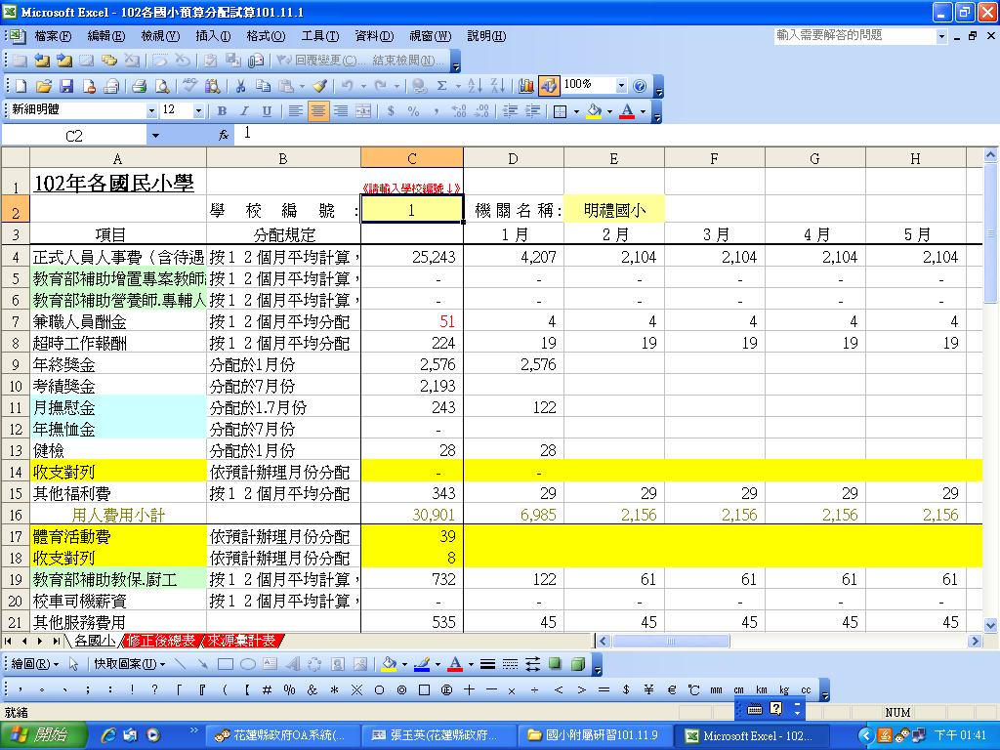 Microsoft Excel - 102各國小預算分配試算101.11.1
檔案(F) 編輯(E) 檢視(V) 插入(I) 格式(O) 工具(T) 資料(D) 視窗(W) 說明(H) 輸入需要解答的問題
回覆變更(C)... 結束檢閱(N)...
100%
新細明體 12 B I U $ % ,
C2 fx 1
A B C D E F G H
1 102年各國民小學 《請輸入學校編號↓》
2 學 校 編 號 : 1 機關名稱: 明禮國小
3 項目 分配規定 1月 2月 3月 4月 5月
4 正式人員人事費（含待遇 按１２個月平均計算， 25,243 4,207 2,104 2,104 2,104 2,104
5 教育部補助增置專案教師 按１２個月平均計算， - - - - - -
6 教育部補助營養師.專輔人 按１２個月平均計算， - - - - - -
7 兼職人員酬金 按１２個月平均分配 51 4 4 4 4 4
8 超時工作報酬 按１２個月平均分配 224 19 19 19 19 19
9 年終獎金 分配於1月份 2,576 2,576
10 考績獎金 分配於7月份 2,193
11 月撫慰金 分配於1.7月份 243 122
12 年撫恤金 分配於7月份 -
13 健檢 分配於1月份 28 28
14 收支對列 依預計辦理月份分配 - -
15 其他福利費 按１２個月平均分配 343 29 29 29 29 29
16 用人費用小計 30,901 6,985 2,156 2,156 2,156 2,156
17 體育活動費 依預計辦理月份分配 39
18 收支對列 依預計辦理月份分配 8
19 教育部補助教保.廚工 按１２個月平均計算， 732 122 61 61 61 61
20 校車司機薪資 按１２個月平均計算， - - - - - -
21 其他服務費用 535 45 45 45 45 45
各國小 修正後總表 來源彙計表
繪圖(R) 快取圖案(U)
， 。 、 ； ： ！ ？ 「 『 （ 【 # % & * ※ ○ ◎ □ ㊣ + － × ÷ < > = $ ¥ € ℃ mm cm km kg cc
就緒 NUM
開始 花蓮縣政府OA系統(... 張玉英(花蓮縣政府... 國小附屬研習101.11.9 Microsoft Excel - 102... 下午 01:41